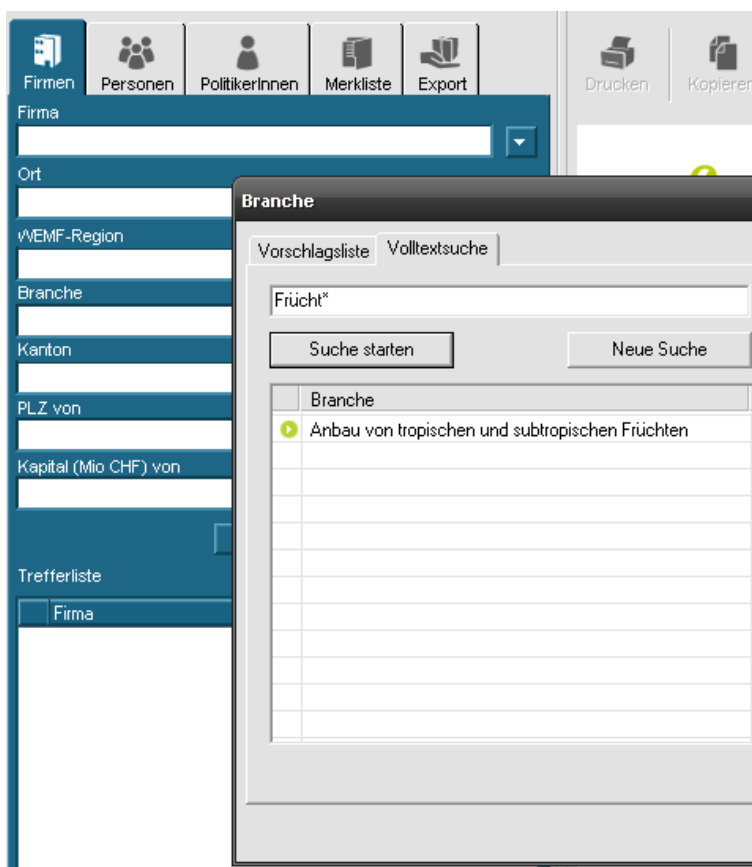 Firmen Personen PolitikerInnen Merkliste Export Drucken Kopieren
Firma
Ort
WEMF-Region
Branche
Kanton
PLZ von
Kapital (Mio CHF) von
Trefferliste
Firma
Branche
Vorschlagsliste Volltextsuche
Frücht*
Suche starten Neue Suche
Branche
Anbau von tropischen und subtropischen Früchten